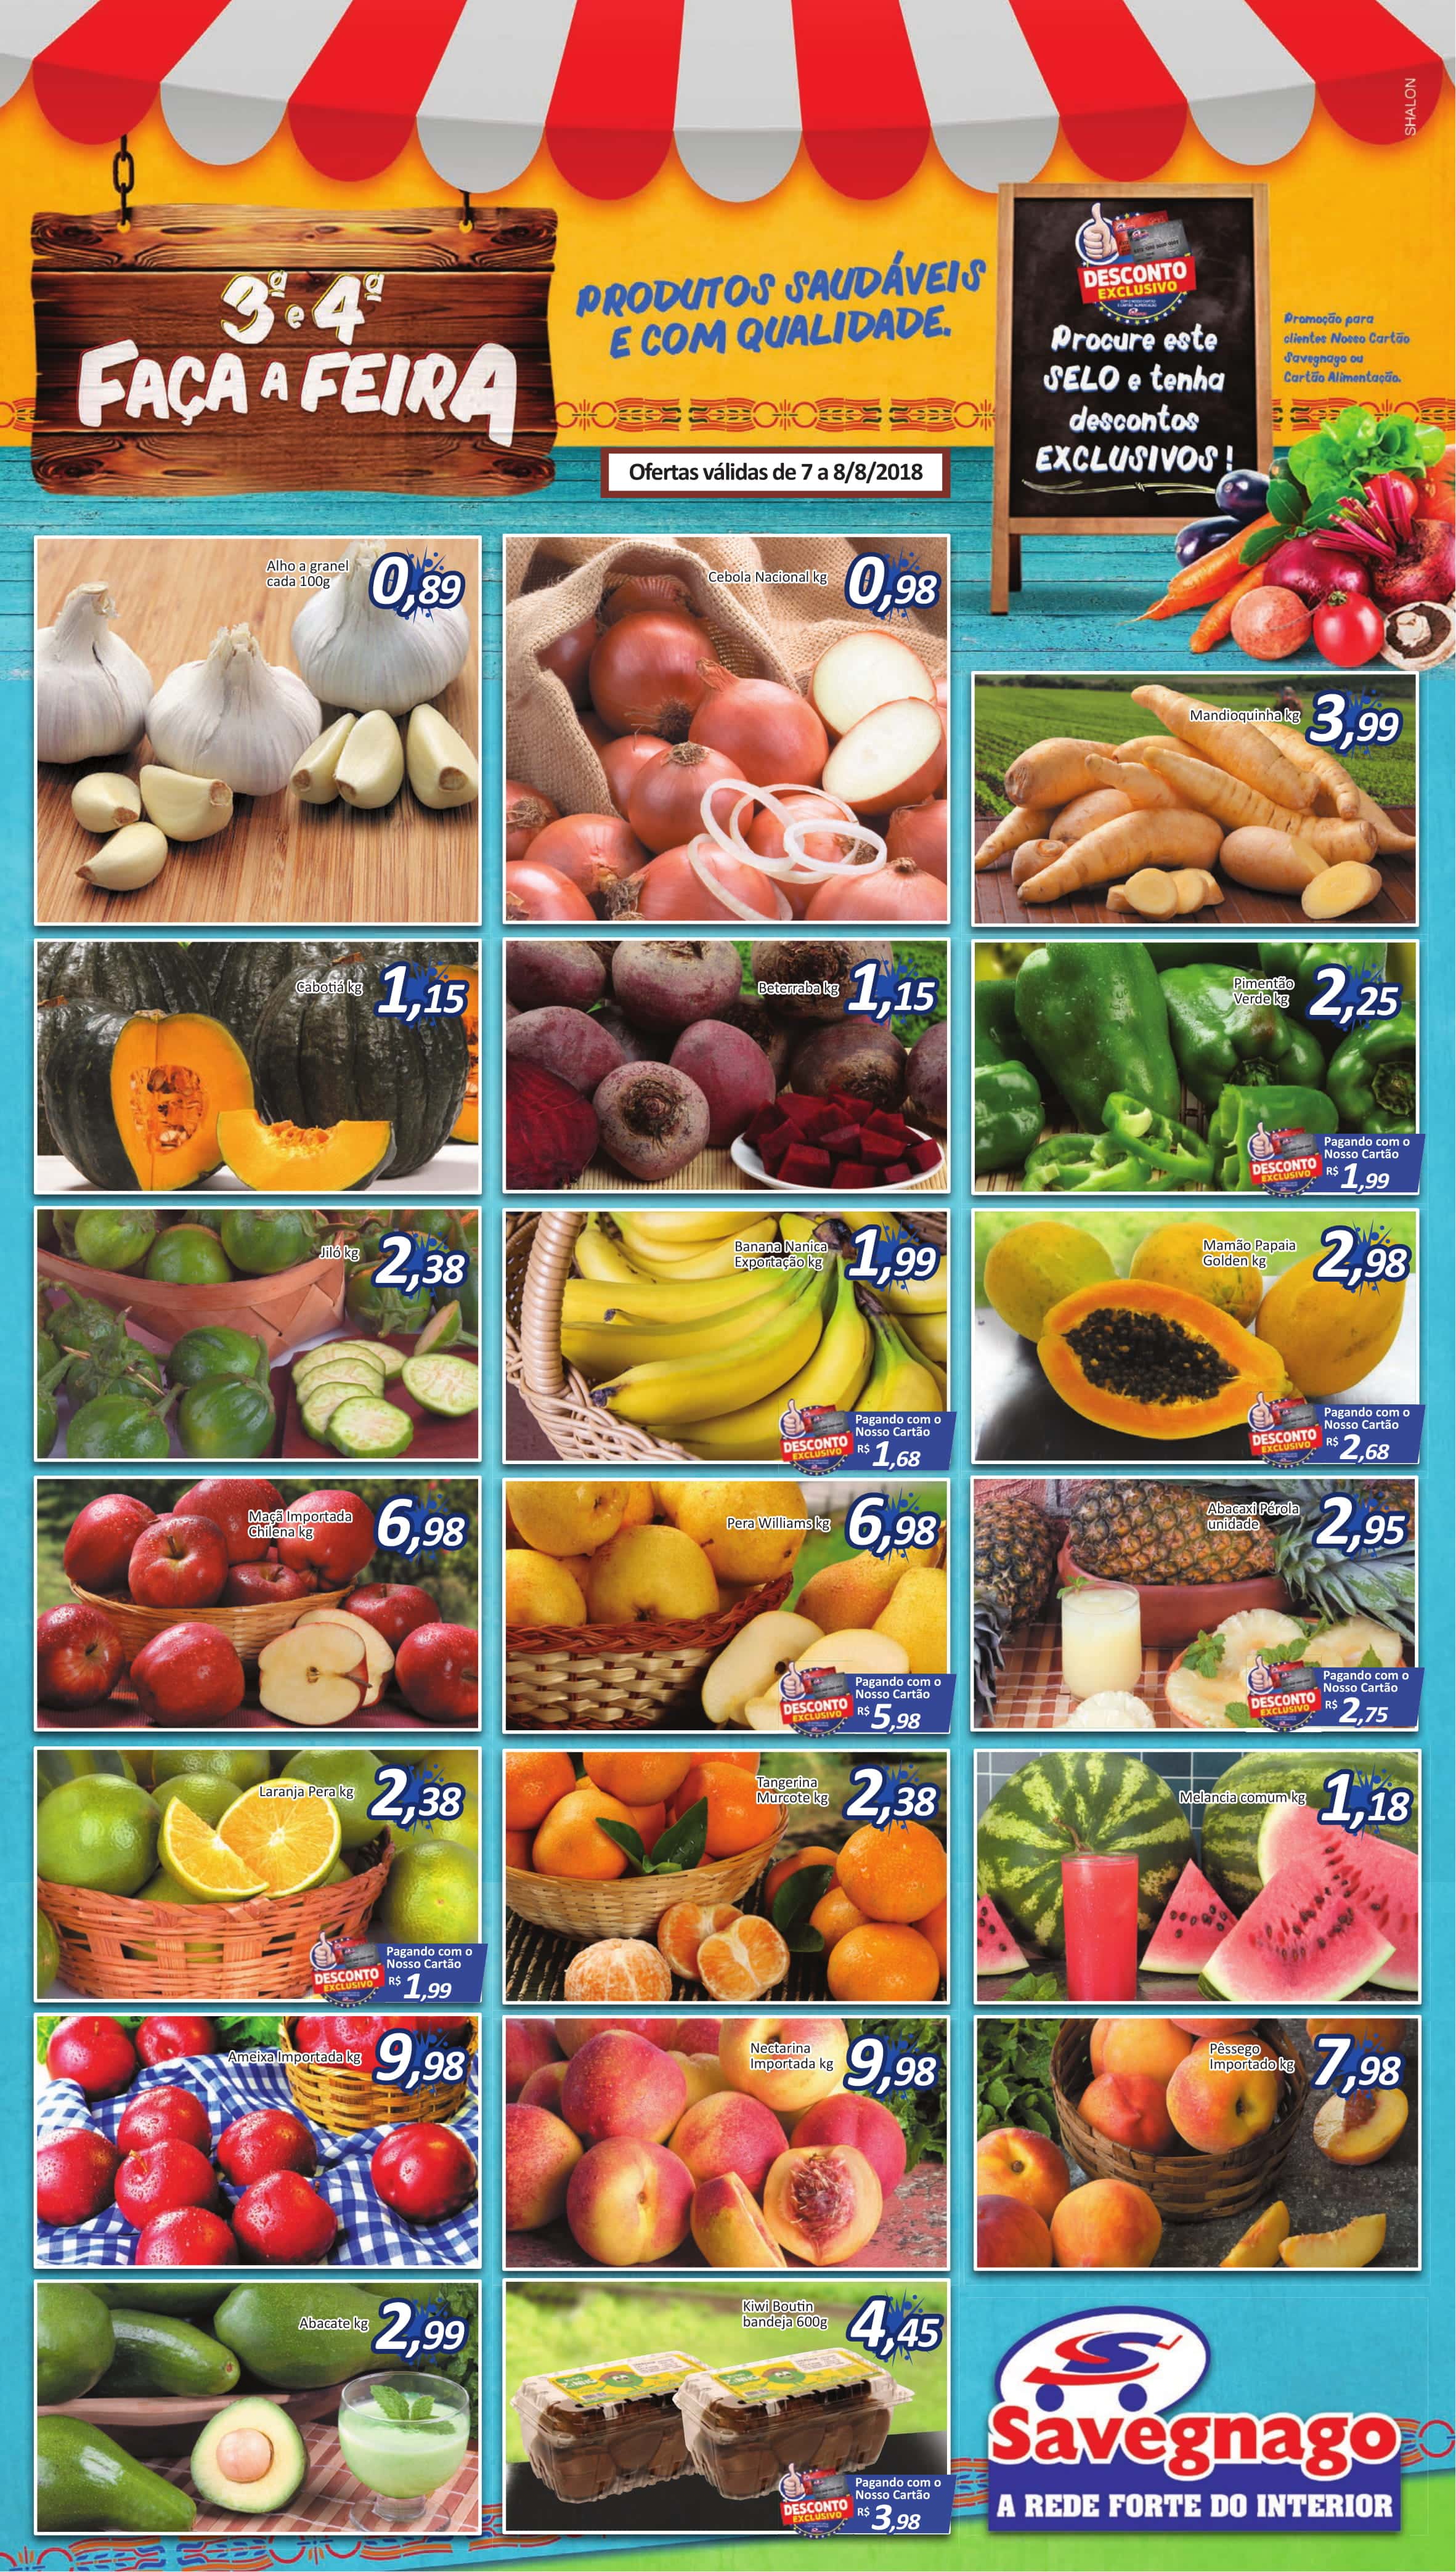 SHALON
3ª e 4ª
FAÇA A FEIRA
PRODUTOS SAUDÁVEIS
E COM QUALIDADE.
DESCONTO
EXCLUSIVO
Procure este
SELO e tenha
descontos
EXCLUSIVOS!
Promoção para
clientes Nosso Cartão
Savegnago ou
Cartão Alimentação.
Ofertas válidas de 7 a 8/8/2018
Alho a granel
cada 100g
0,89
Cebola Nacional kg
0,98
Mandioquinha kg
3,99
Cabotiá kg
1,15
Beterraba kg
1,15
Pimentão
Verde kg
2,25
DESCONTO
EXCLUSIVO
Pagando com o
Nosso Cartão
R$ 1,99
Jiló kg
2,38
Banana Nanica
Exportação kg
1,99
DESCONTO
EXCLUSIVO
Pagando com o
Nosso Cartão
R$ 1,68
Mamão Papaia
Golden kg
2,98
DESCONTO
EXCLUSIVO
Pagando com o
Nosso Cartão
R$ 2,68
Maçã Importada
Chilena kg
6,98
Pera Williams kg
6,98
DESCONTO
EXCLUSIVO
Pagando com o
Nosso Cartão
R$ 5,98
Abacaxi Pérola
unidade
2,95
DESCONTO
EXCLUSIVO
Pagando com o
Nosso Cartão
R$ 2,75
Laranja Pera kg
2,38
DESCONTO
EXCLUSIVO
Pagando com o
Nosso Cartão
R$ 1,99
Tangerina
Murcote kg
2,38
Melancia comum kg
1,18
Ameixa Importada kg
9,98
Nectarina
Importada kg
9,98
Pêssego
Importado kg
7,98
Abacate kg
2,99
Kiwi Boutin
bandeja 600g
4,45
DESCONTO
EXCLUSIVO
Pagando com o
Nosso Cartão
R$ 3,98
Savegnago
A REDE FORTE DO INTERIOR